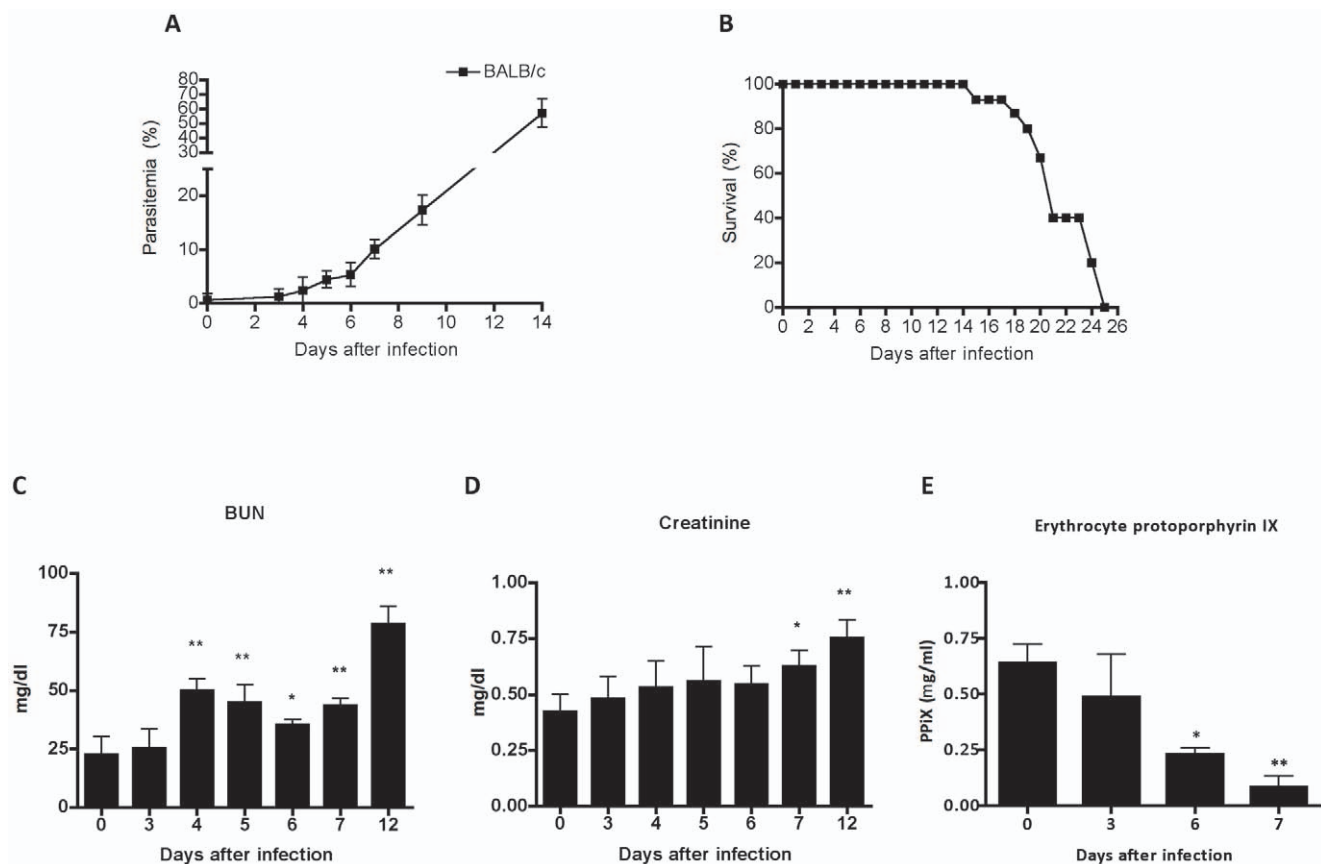 A
BALB/c
80
70
60
50
40
30
20
10
0
Parasitemia (%)
0 2 4 6 8 10 12 14
Days after infection
B
100
80
60
40
20
0
Survival (%)
0 2 4 6 8 10 12 14 16 18 20 22 24 26
Days after infection
C
BUN
100
75
50
25
0
mg/dl
** ** * ** **
0 3 4 5 6 7 12
Days after infection
D
Creatinine
1.00
0.75
0.50
0.25
0.00
mg/dl
* **
0 3 4 5 6 7 12
Days after infection
E
Erythrocyte protoporphyrin IX
1.00
0.75
0.50
0.25
0.00
PPiX (mg/ml)
* **
0 3 6 7
Days after infection